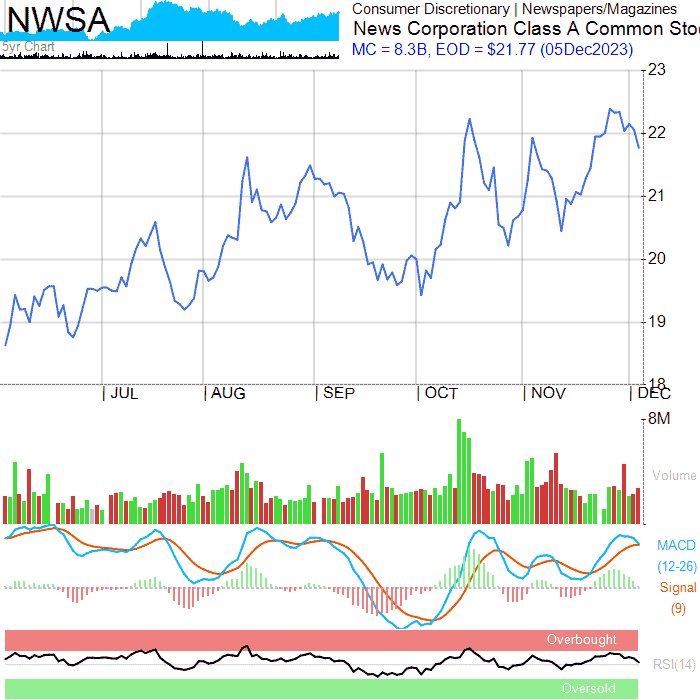 NWSA
5yr Chart
Consumer Discretionary | Newspapers/Magazines
News Corporation Class A Common Sto
MC = 8.3B, EOD = $21.77 (05Dec2023)
23
22
21
20
19
18
| JUL | AUG | SEP | OCT | NOV | DEC
8M
Volume
MACD
(12-26)
Signal
(9)
Overbought
RSI(14)
Oversold